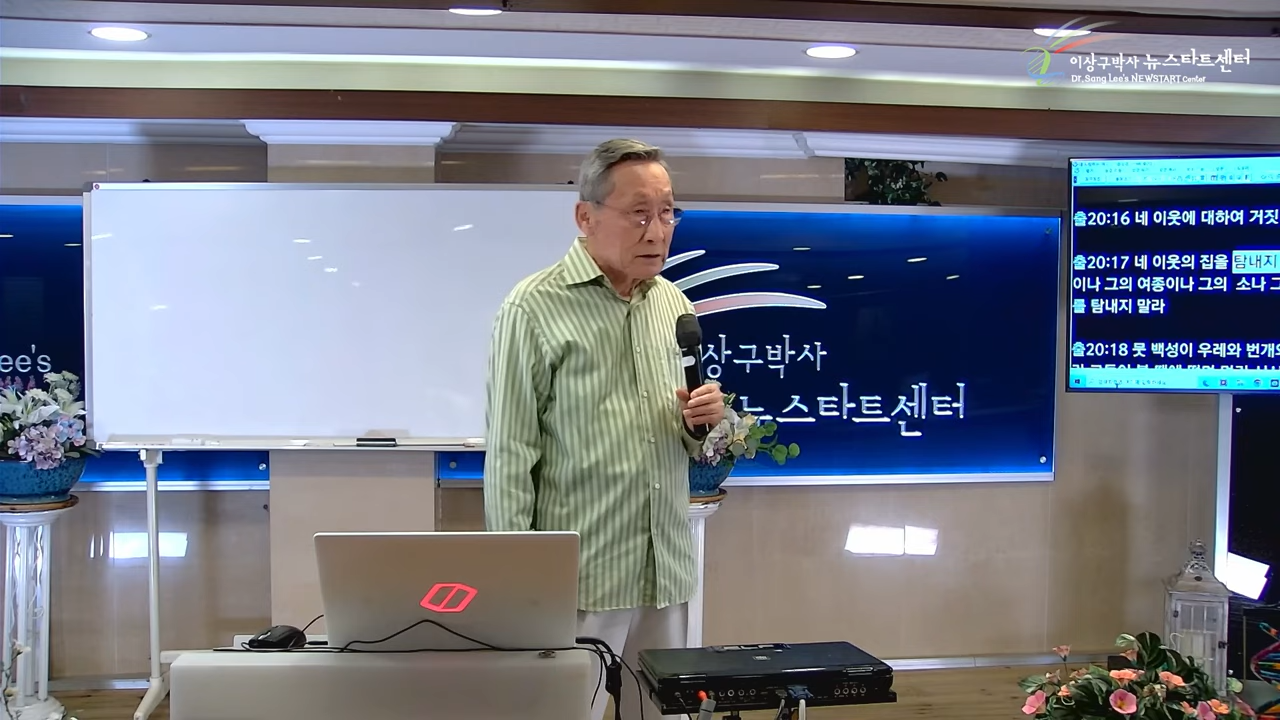 이상구박사 뉴스타트센터
Dr. Sang Lee's NEWSTART Center
출20:16 네 이웃에 대하여 거짓
출20:17 네 이웃의 집을 탐내지
이나 그의 여종이나 그의 소나 그
를 탐내지 말라
출20:18 뭇 백성이 우레와 번개와
ee's
상구박사
뉴스타트센터